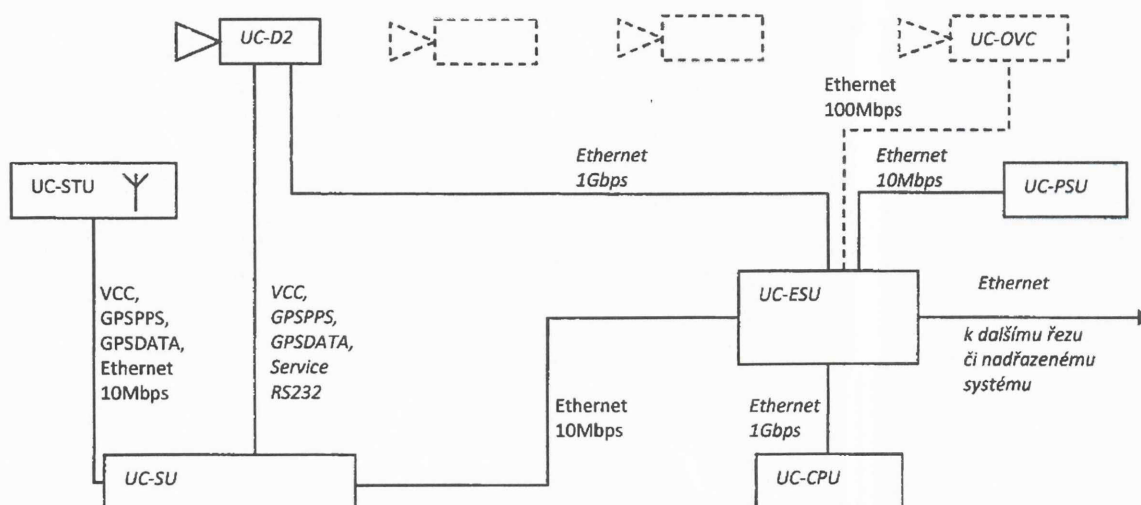 UC-D2
UC-OVC
Ethernet
100Mbps
Ethernet
1Gbps
Ethernet
10Mbps
UC-STU
UC-PSU
UC-ESU
Ethernet
VCC,
GPSPPS,
GPSDATA,
Ethernet
10Mbps
VCC,
GPSPPS,
GPSDATA,
Service
RS232
k dalšímu řezu
či nadřazenému
systému
Ethernet
10Mbps
Ethernet
1Gbps
UC-SU
UC-CPU